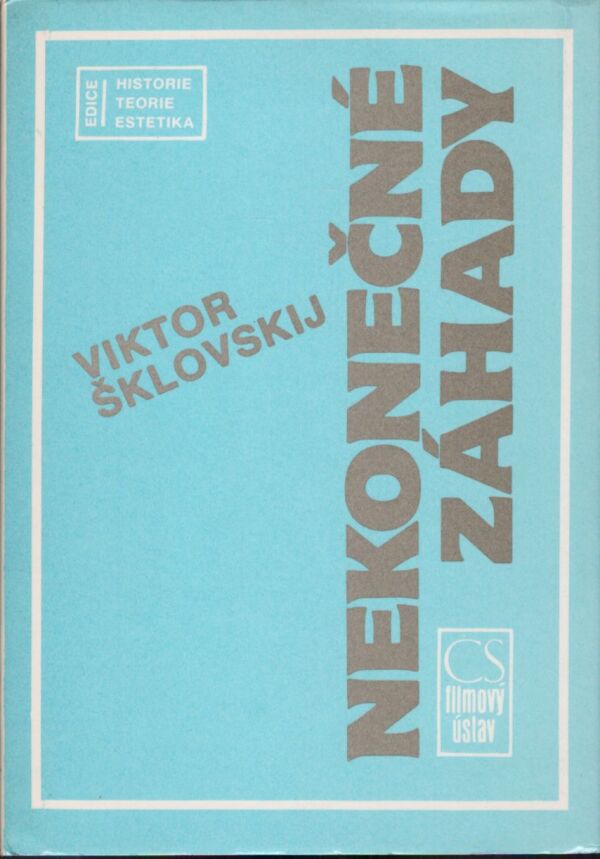 EDICE
HISTORIE
TEORIE
ESTETIKA
VIKTOR
ŠKLOVSKIJ
NEKONEČNÉ
ZÁHADY
ČS
filmový
ústav